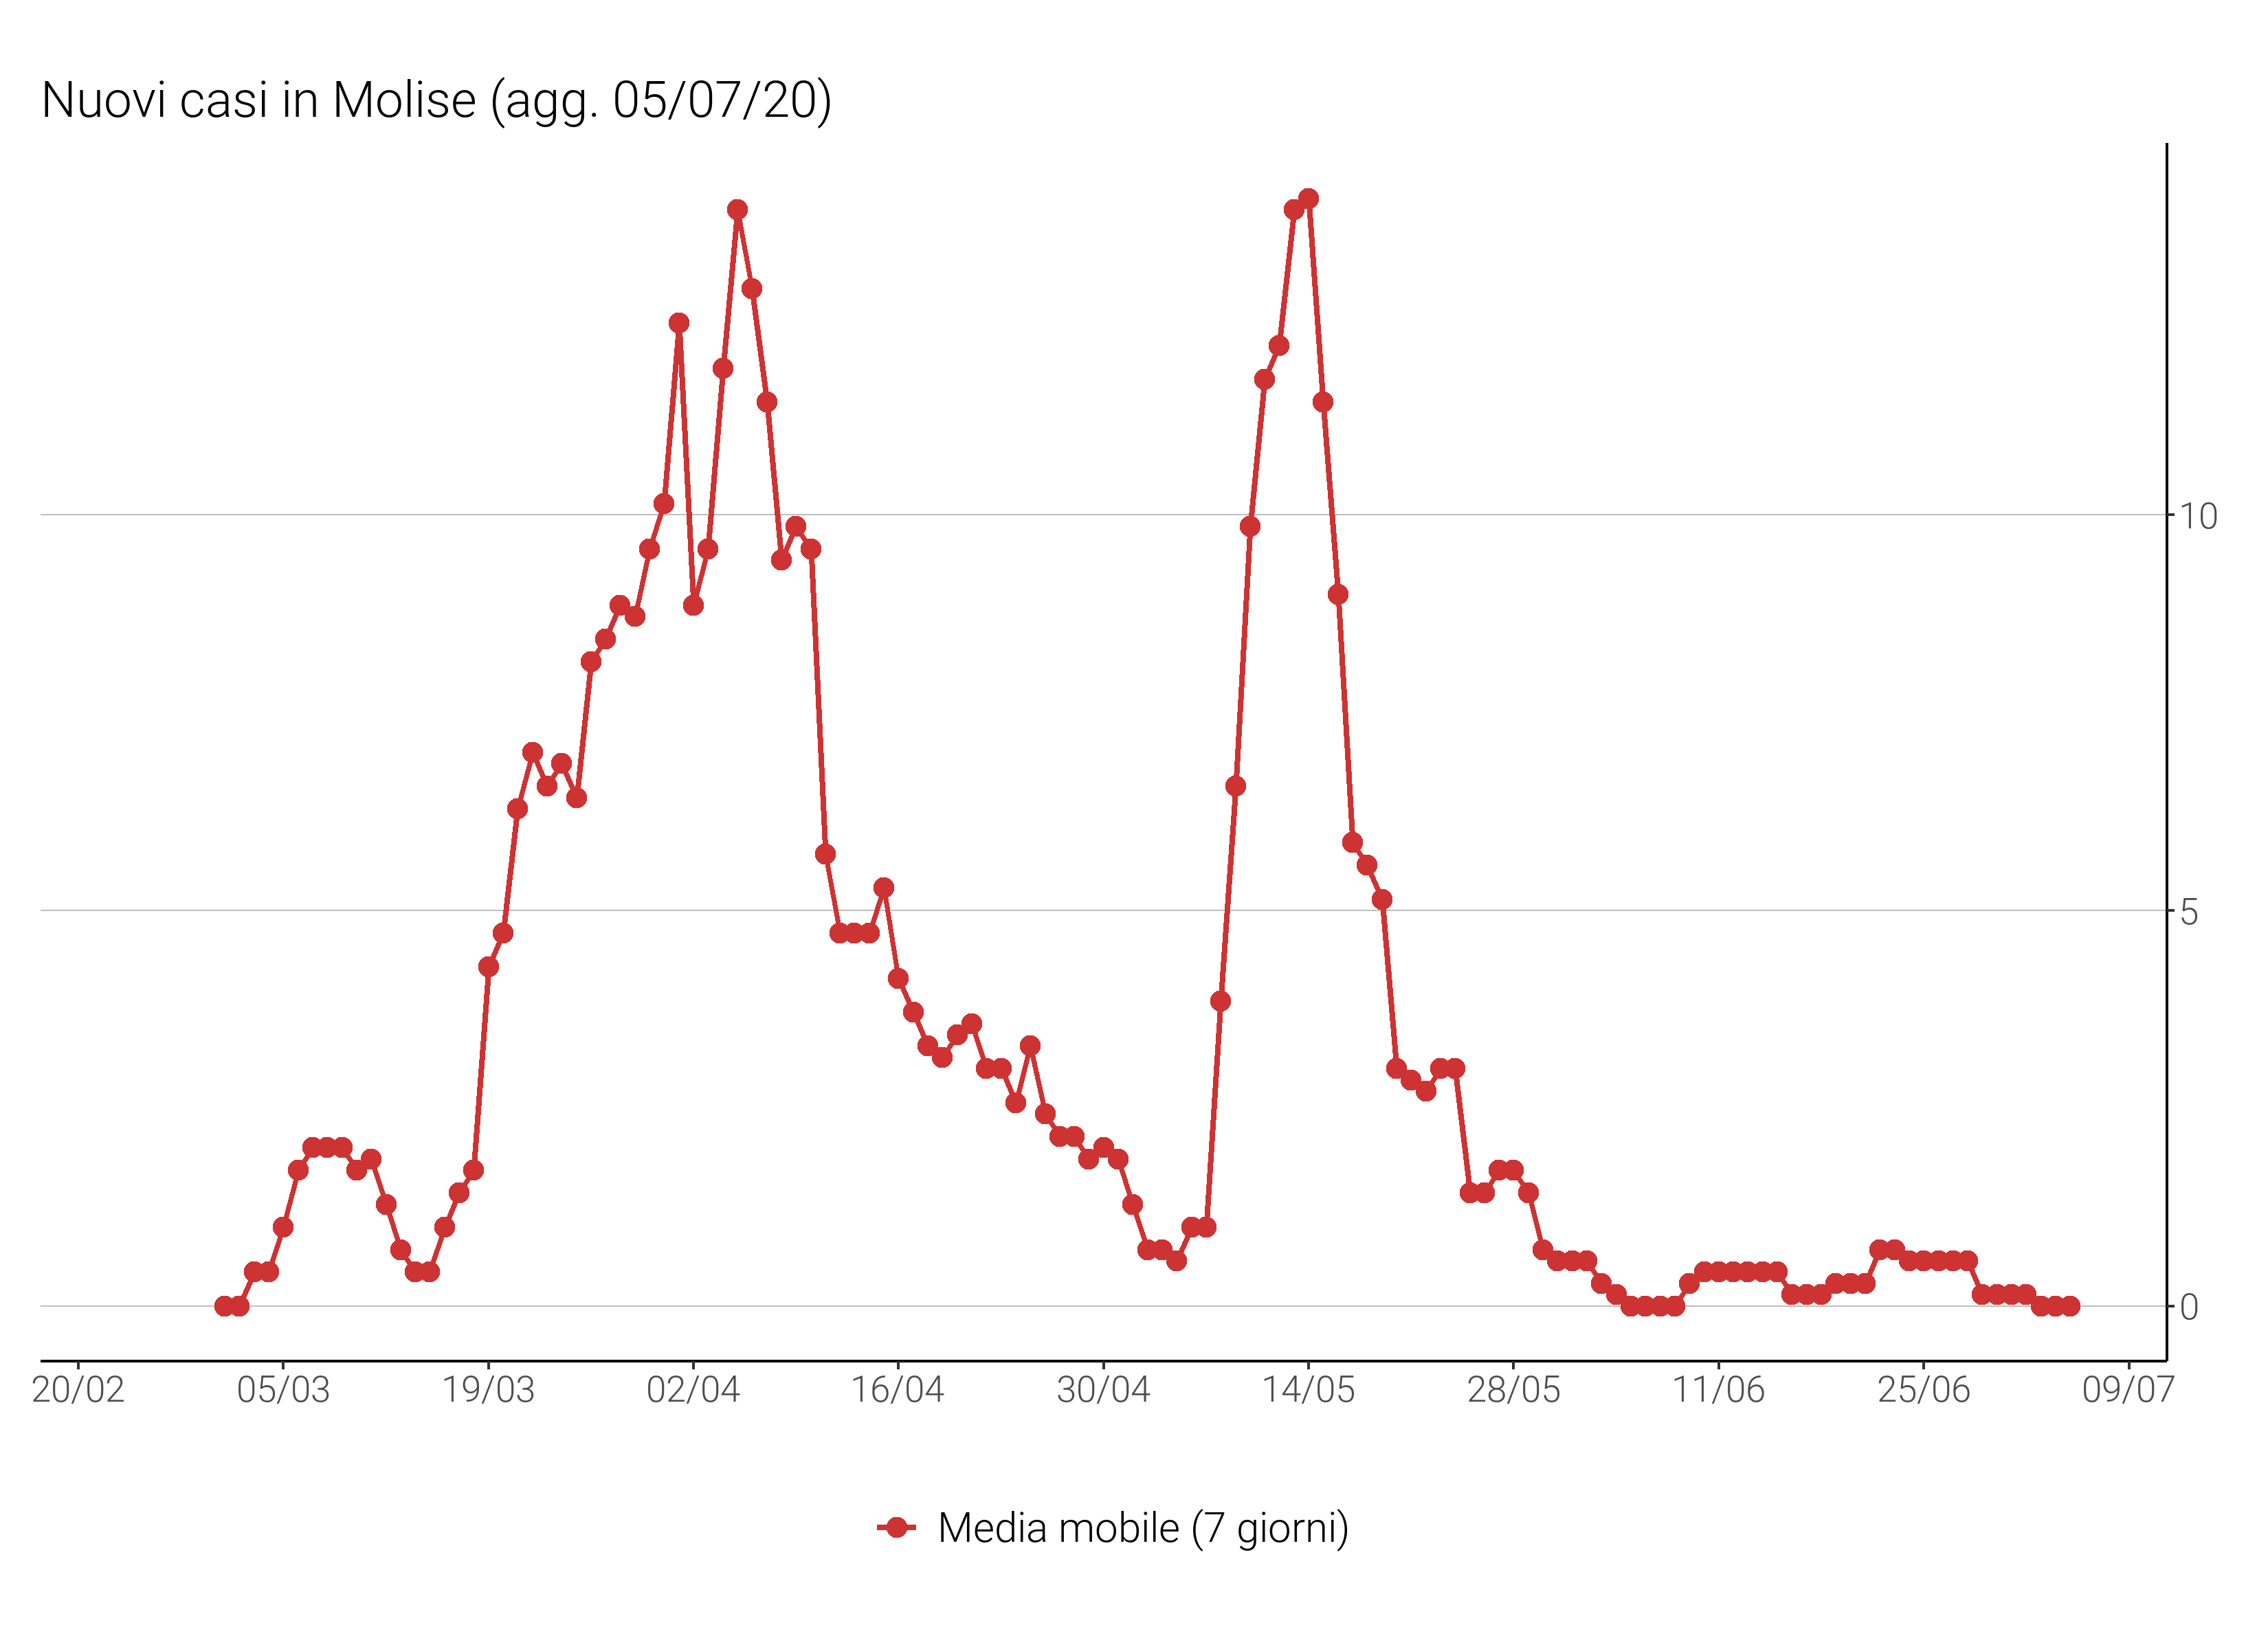 Nuovi casi in Molise (agg. 05/07/20)
10
5
0
20/02 05/03 19/03 02/04 16/04 30/04 14/05 28/05 11/06 25/06 09/07
Media mobile (7 giorni)